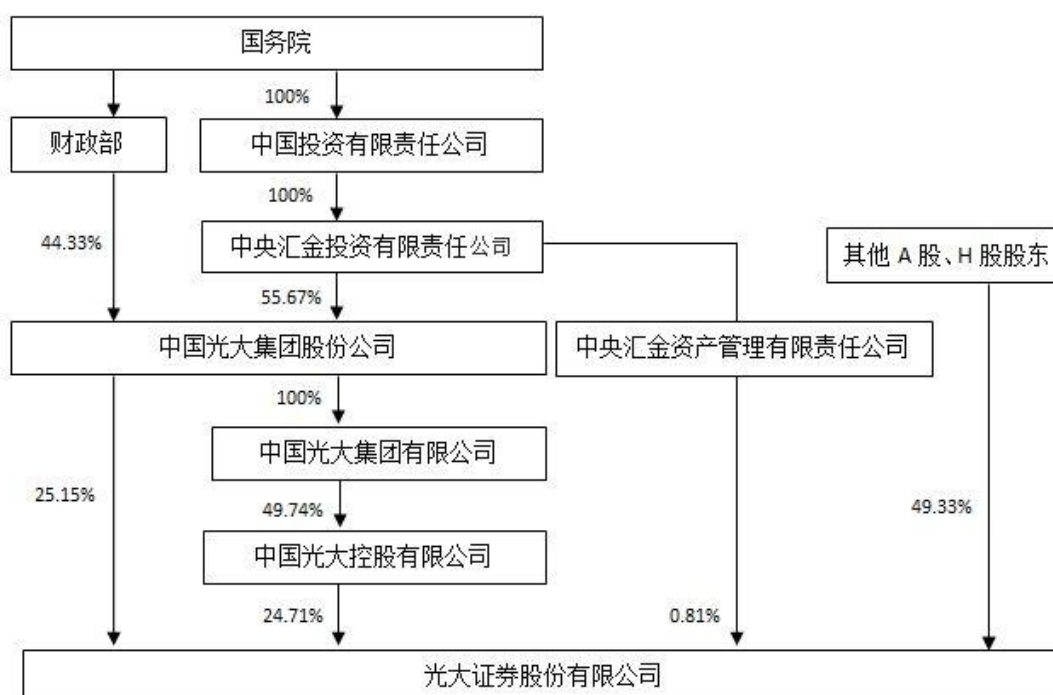 国务院
100%
财政部
中国投资有限责任公司
100%
44.33%
中央汇金投资有限责任公司
其他 A 股、H 股股东
55.67%
中国光大集团股份公司
中央汇金资产管理有限责任公司
100%
中国光大集团有限公司
25.15%
49.74%
49.33%
中国光大控股有限公司
24.71%
0.81%
光大证券股份有限公司